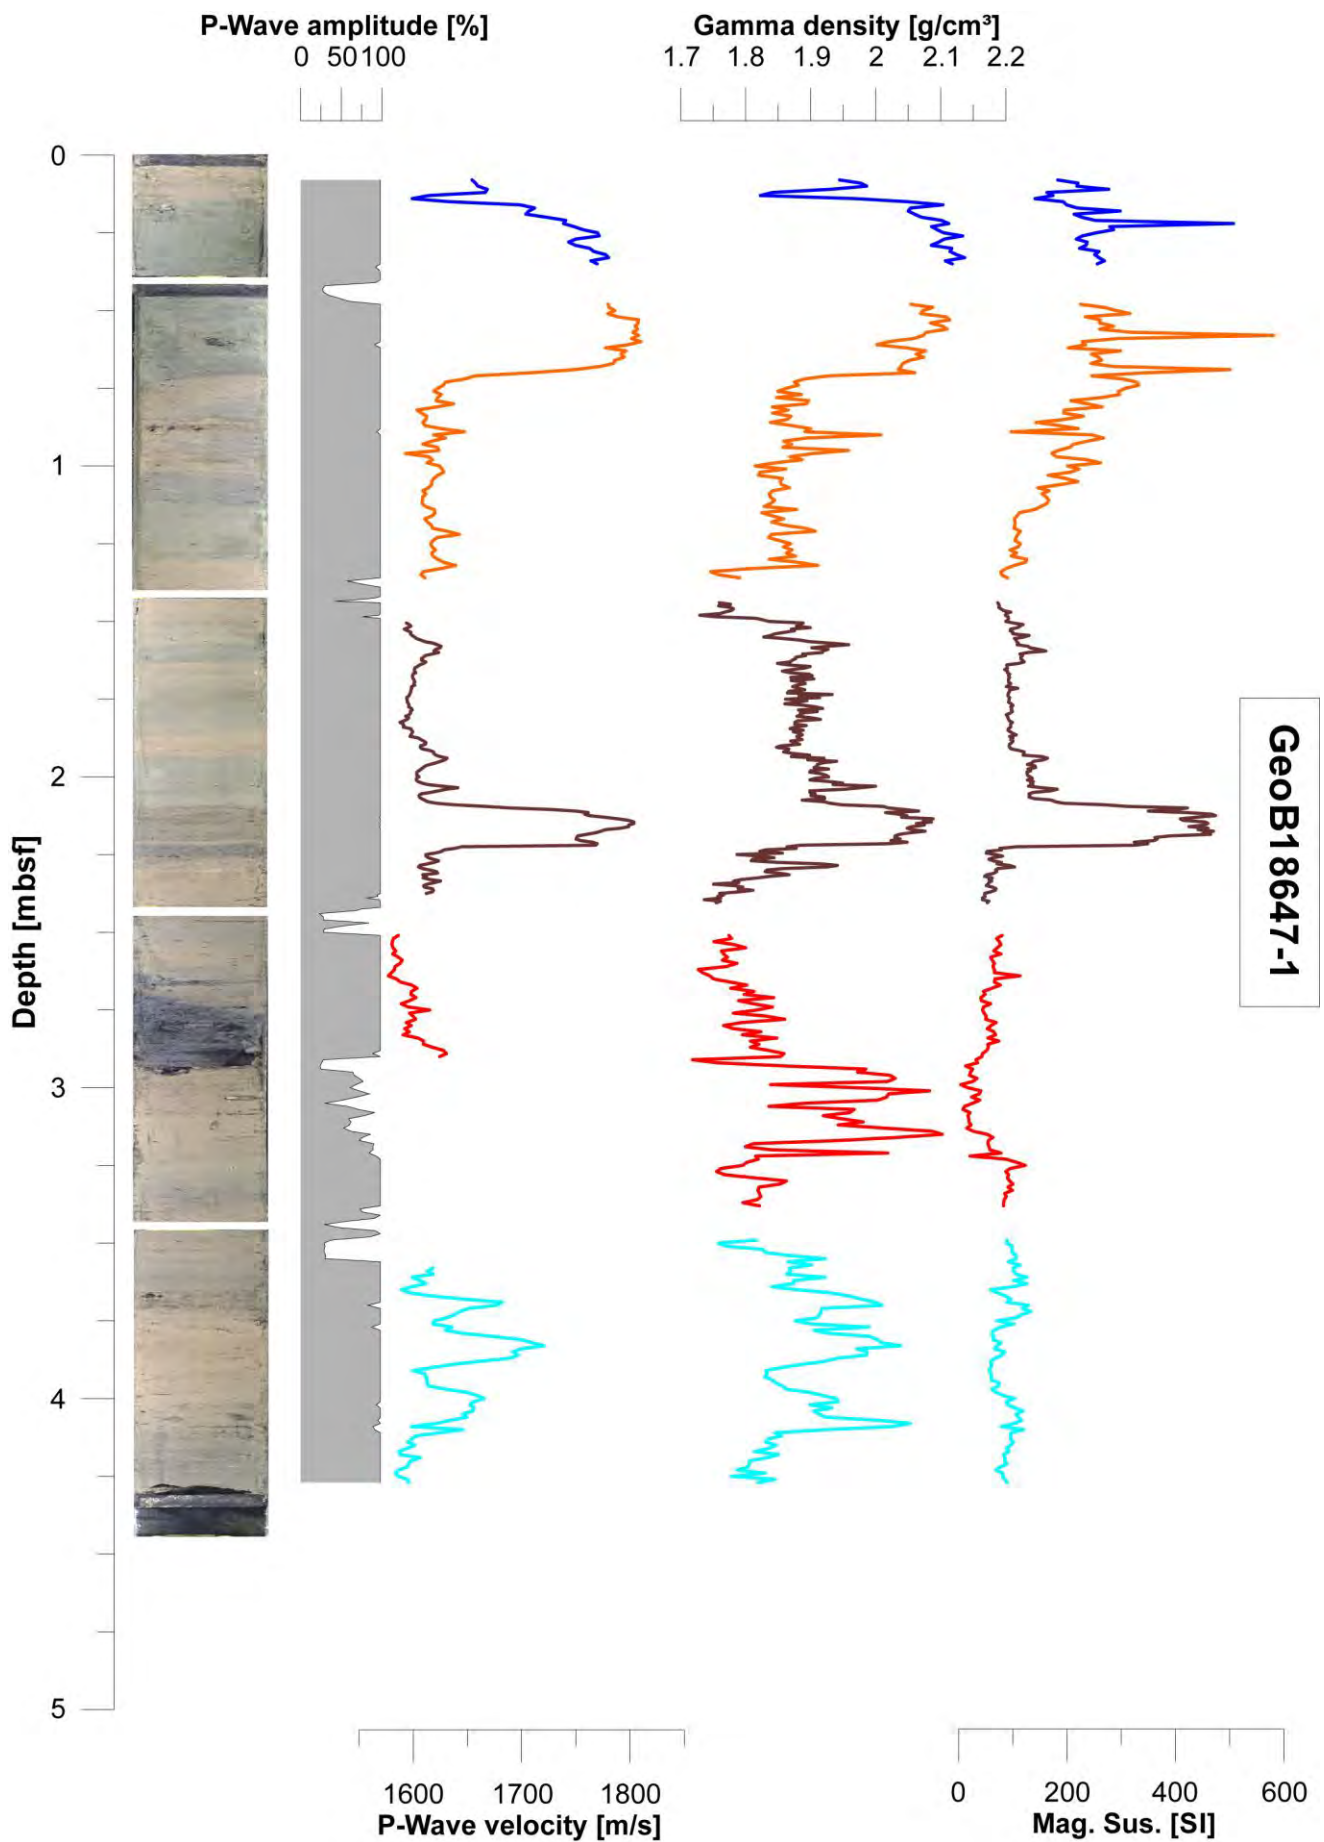 P-Wave amplitude [%]
Gamma density [g/cm³]
0 50 100
1.7 1.8 1.9 2 2.1 2.2
0
1
2
3
4
5
Depth [mbsf]
GeoB18647-1
1600 1700 1800
P-Wave velocity [m/s]
0 200 400 600
Mag. Sus. [SI]